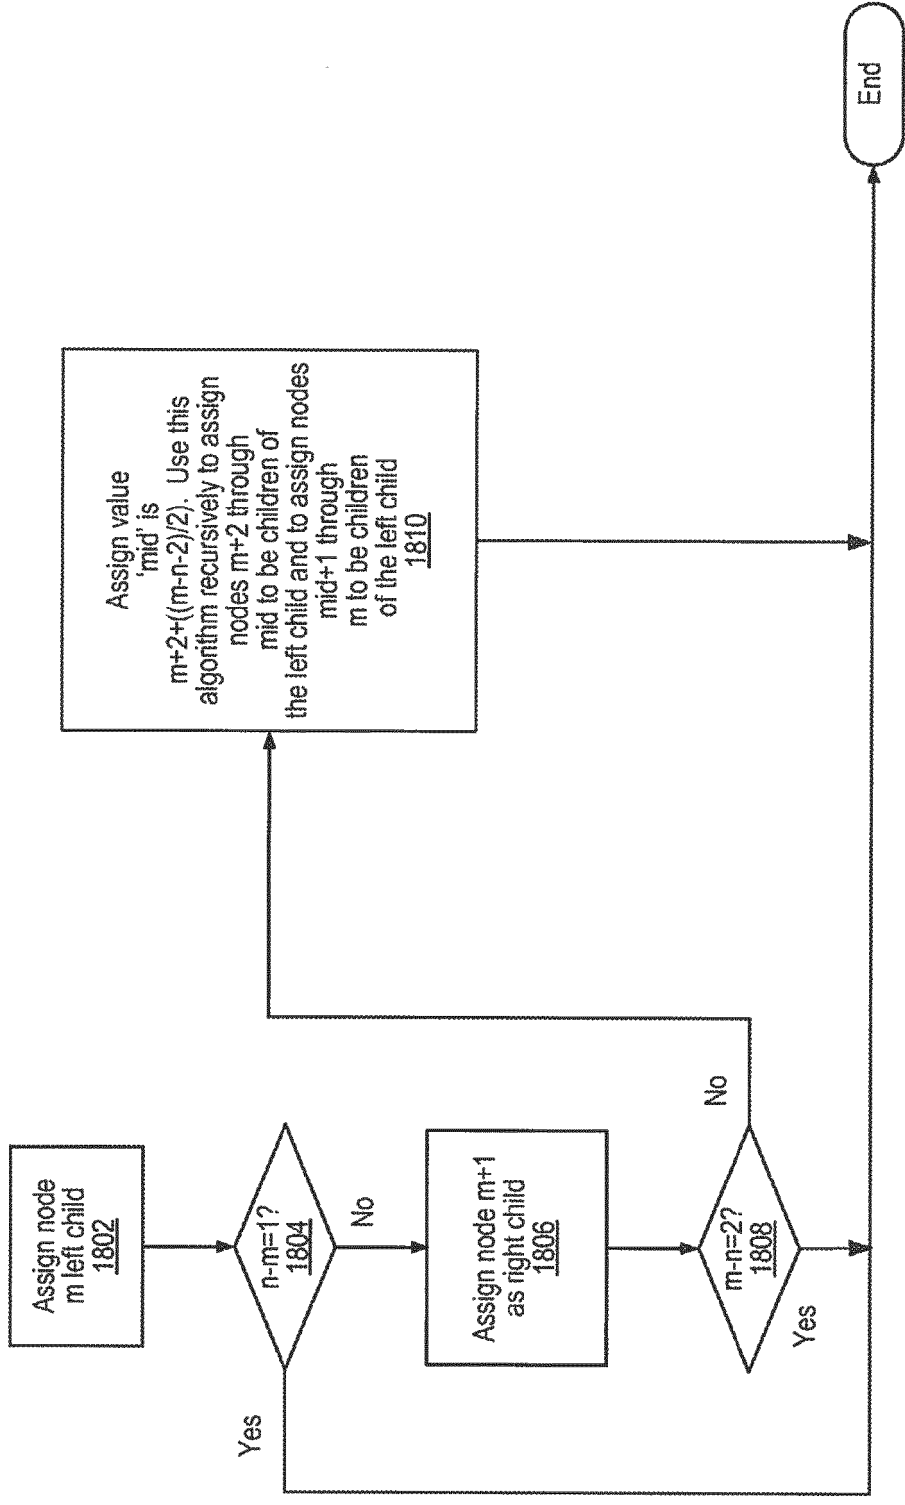 Assign node
m left child
1802
n-m=1?
1804
Yes
No
Assign node m+1
as right child
1806
m-n=2?
1808
Yes
No
Assign value
'mid' is
m+2+((m-n-2)/2). Use this
algorithm recursively to assign
nodes m+2 through
mid to be children of
the left child and to assign nodes
mid+1 through
m to be children
of the left child
1810
End